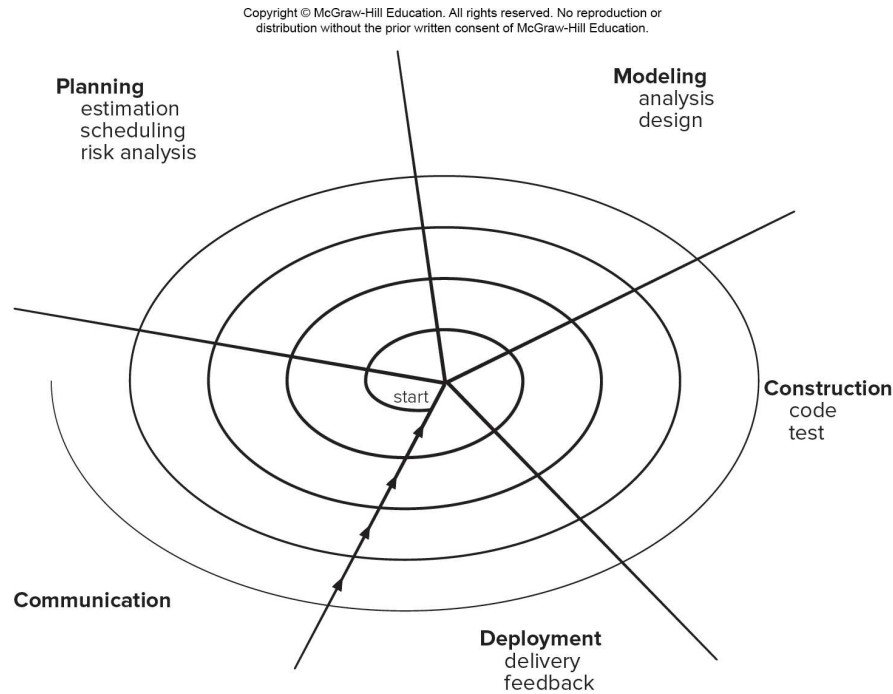 Copyright © McGraw-Hill Education. All rights reserved. No reproduction or
distribution without the prior written consent of McGraw-Hill Education.
Planning
estimation
scheduling
risk analysis
Modeling
analysis
design
start
Construction
code
test
Communication
Deployment
delivery
feedback